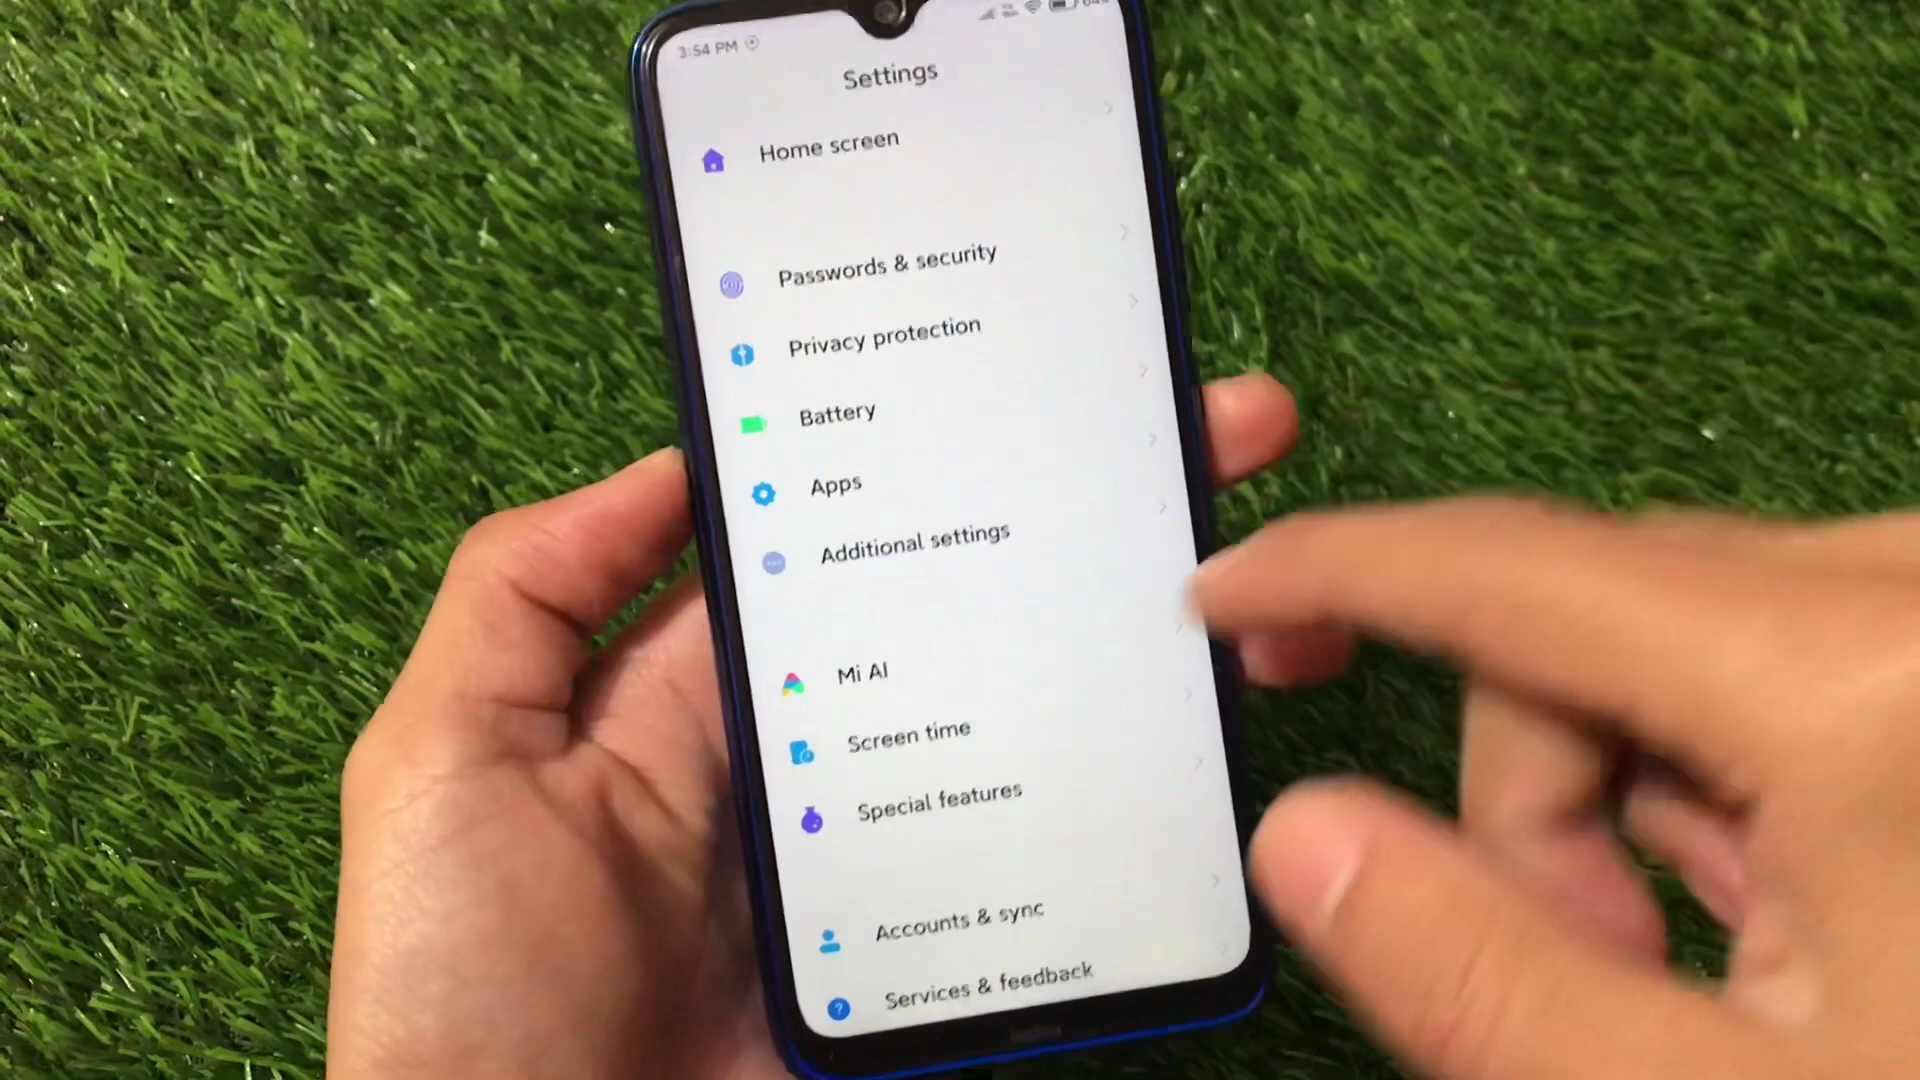 3:54 PM
Settings
Home screen
Passwords & security
Privacy protection
Battery
Apps
Additional settings
Mi AI
Screen time
Special features
Accounts & sync
Services & feedback